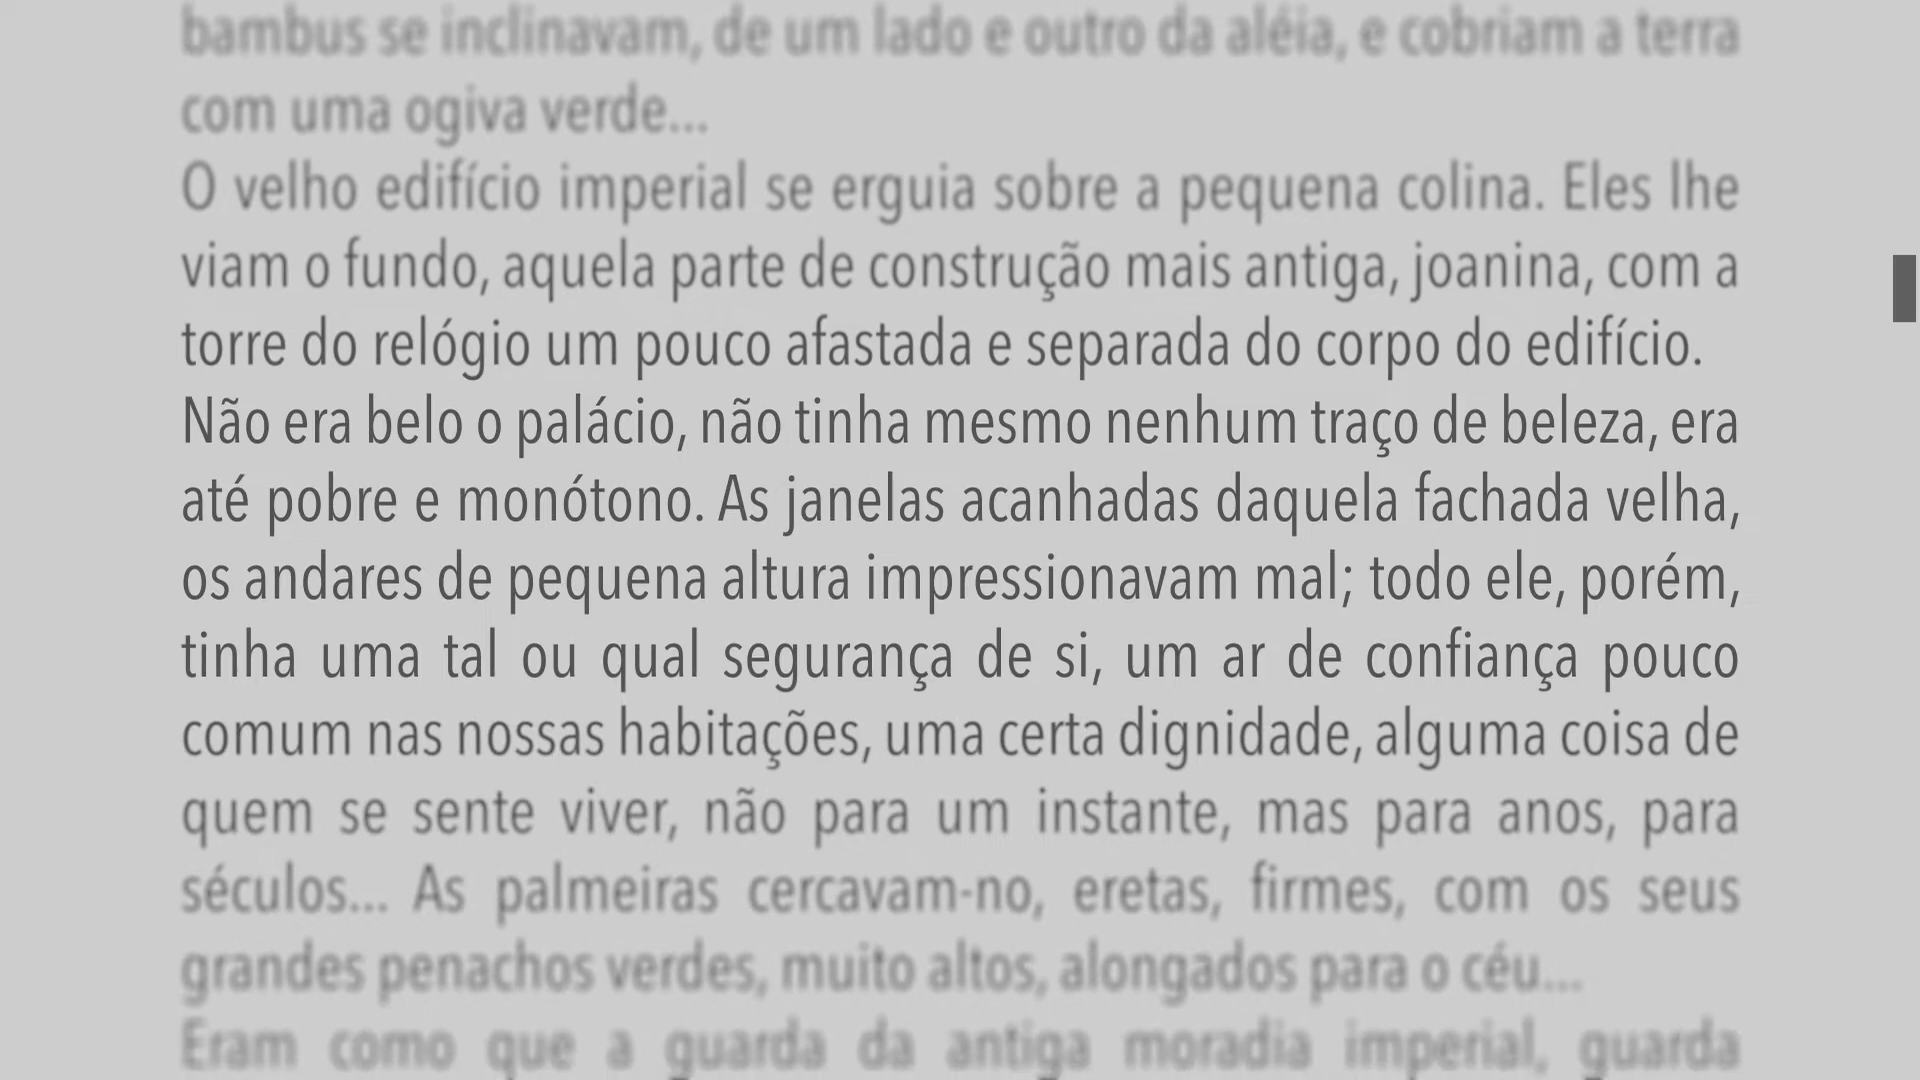 bambus se inclinavam, de um lado e outro da aléia, e cobriam a terra
com uma ogiva verde...
O velho edifício imperial se erguia sobre a pequena colina. Eles lhe
viam o fundo, aquela parte de construção mais antiga, joanina, com a
torre do relógio um pouco afastada e separada do corpo do edifício.
Não era belo o palácio, não tinha mesmo nenhum traço de beleza, era
até pobre e monótono. As janelas acanhadas daquela fachada velha,
os andares de pequena altura impressionavam mal; todo ele, porém,
tinha uma tal ou qual segurança de si, um ar de confiança pouco
comum nas nossas habitações, uma certa dignidade, alguma coisa de
quem se sente viver, não para um instante, mas para anos, para
séculos... As palmeiras cercavam-no, eretas, firmes, com os seus
grandes penachos verdes, muito altos, alongados para o céu...
Eram como que a guarda da antiga moradia imperial, guarda